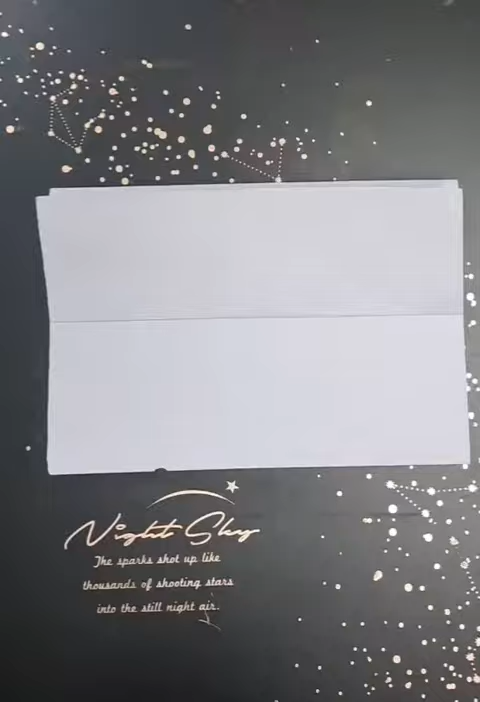 Night Sky
The sparks shot up like
thousands of shooting stars
into the still night air.